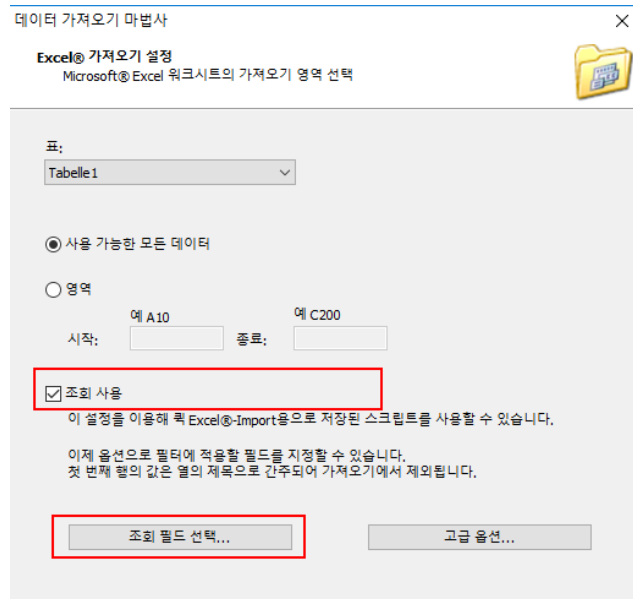 데이터 가져오기 마법사
Excel® 가져오기 설정
Microsoft® Excel 워크시트의 가져오기 영역 선택
표:
Tabelle1
사용 가능한 모든 데이터
영역
예 A10 예 C200
시작: 종료:
조회 사용
이 설정을 이용해 퀵 Excel®-Import용으로 저장된 스크립트를 사용할 수 있습니다.
이제 옵션으로 필터에 적용할 필드를 지정할 수 있습니다.
첫 번째 행의 값은 열의 제목으로 간주되어 가져오기에서 제외됩니다.
조회 필드 선택... 고급 옵션...